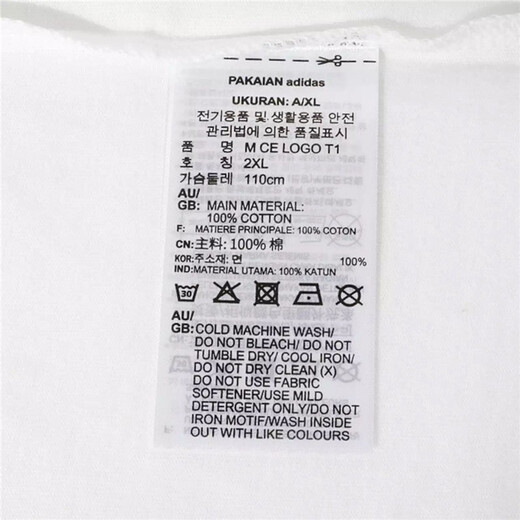 PAKAIAN adidas
UKURAN: A/XL
전기용품 및 생활용품 안전
관리법에 의한 품질표시
품 명 M CE LOGO T1
호 칭 2XL
가슴둘레 110cm
AU/
GB: MAIN MATERIAL:
100% COTTON
F: MATIERE PRINCIPALE: 100% COTON
CN: 主料: 100% 棉
KOR: 주소재: 면 100%
IND: MATERIAL UTAMA: 100% KATUN
30
AU/
GB: COLD MACHINE WASH/
DO NOT BLEACH/ DO NOT
TUMBLE DRY/ COOL IRON/
DO NOT DRY CLEAN (X)
DO NOT USE FABRIC
SOFTENER/USE MILD
DETERGENT ONLY/DO NOT
IRON MOTIF/WASH INSIDE
OUT WITH LIKE COLOURS